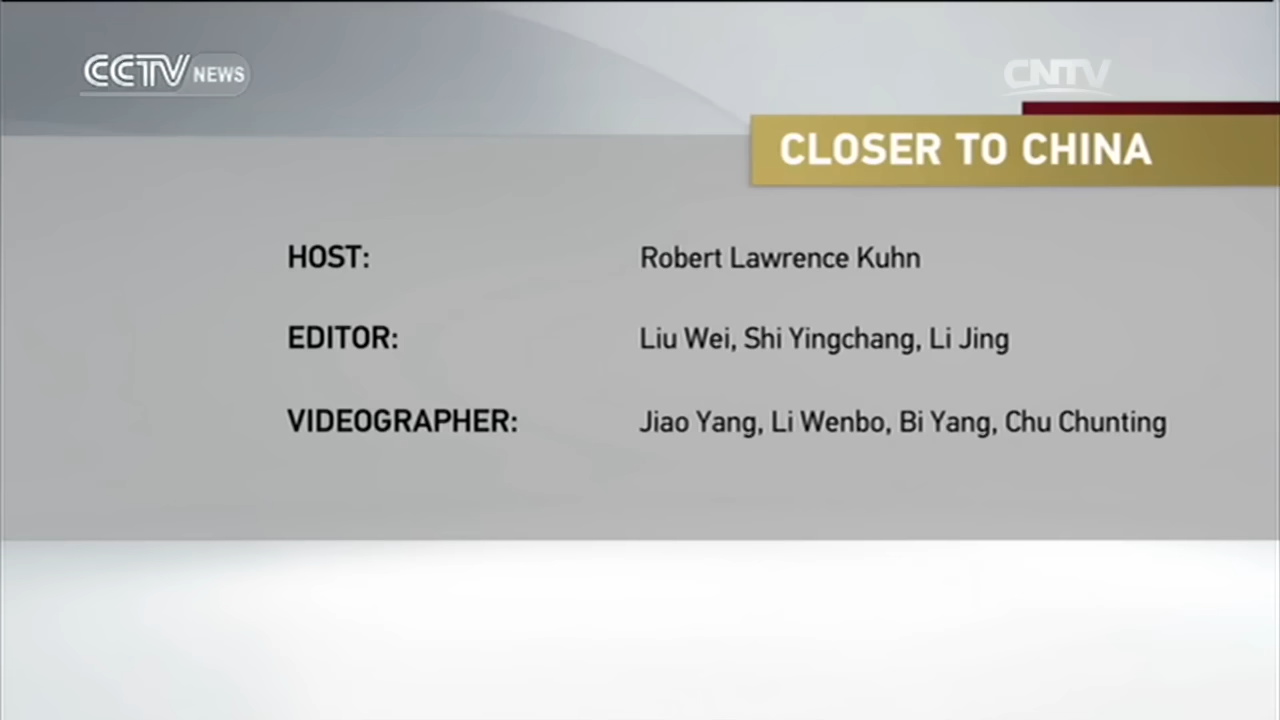 CCTV NEWS
CNTV
CLOSER TO CHINA
HOST: Robert Lawrence Kuhn
EDITOR: Liu Wei, Shi Yingchang, Li Jing
VIDEOGRAPHER: Jiao Yang, Li Wenbo, Bi Yang, Chu Chunting